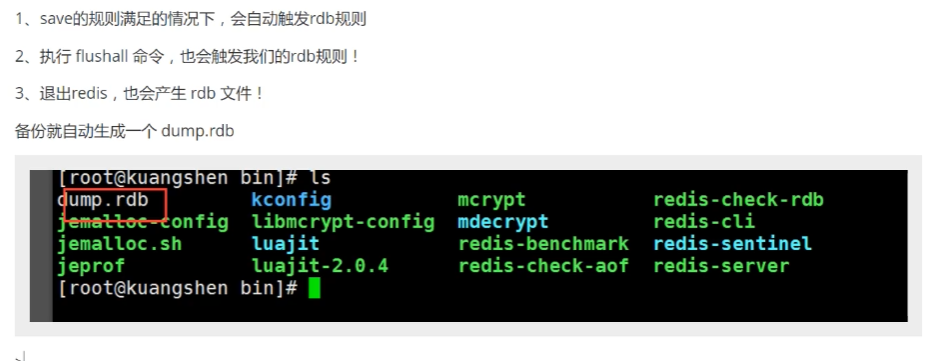 1、save的规则满足的情况下，会自动触发rdb规则
2、执行 flushall 命令，也会触发我们的rdb规则！
3、退出redis，也会产生 rdb 文件！
备份就自动生成一个 dump.rdb
[root@kuangshen bin]# ls
dump.rdb kconfig mcrypt redis-check-rdb
jemalloc-config libmcrypt-config mdecrypt redis-cli
jemalloc.sh luajit redis-benchmark redis-sentinel
jeprof luajit-2.0.4 redis-check-aof redis-server
[root@kuangshen bin]#
>